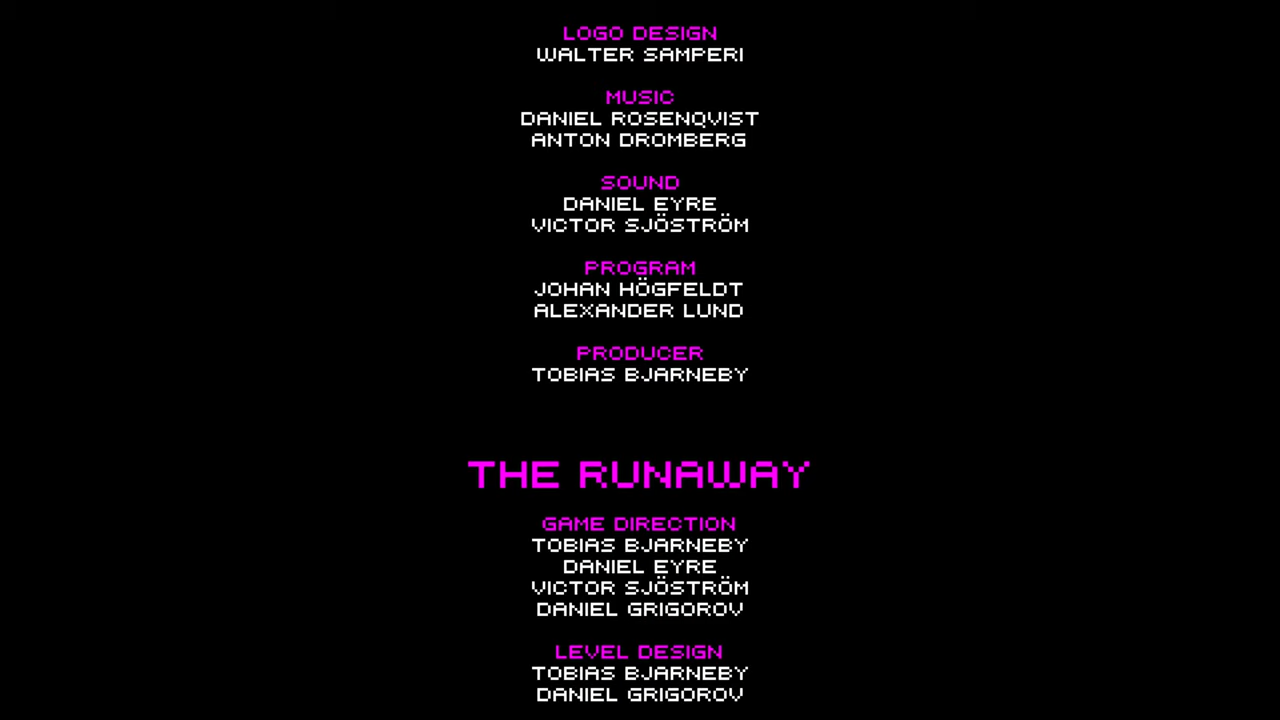 LOGO DESIGN
WALTER SAMPERI
MUSIC
DANIEL ROSENQVIST
ANTON DROMBERG
SOUND
DANIEL EYRE
VICTOR SJÖSTRÖM
PROGRAM
JOHAN HÖGFELDT
ALEXANDER LUND
PRODUCER
TOBIAS BJARNEBY
THE RUNAWAY
GAME DIRECTION
TOBIAS BJARNEBY
DANIEL EYRE
VICTOR SJÖSTRÖM
DANIEL GRIGOROV
LEVEL DESIGN
TOBIAS BJARNEBY
DANIEL GRIGOROV